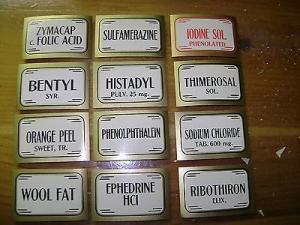 ZYMACAP
c. FOLIC ACID
SULFAMERAZINE
IODINE SOL.
PHENOLATED
BENTYL
SYR.
HISTADYL
PULV. 25 mg.
THIMEROSAL
SOL.
ORANGE PEEL
SWEET, TR.
PHENOLPHTHALEIN
SODIUM CHLORIDE
TAB. 600 mg.
WOOL FAT
EPHEDRINE
HCl
RIBOTHIRON
ELIX.